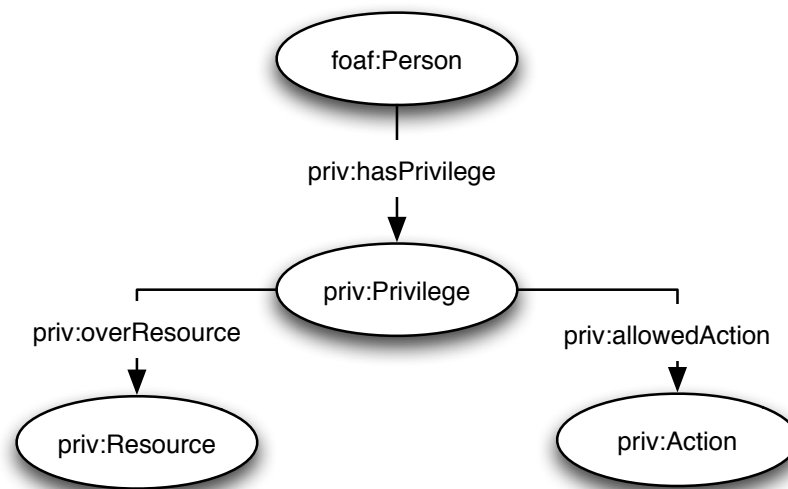 foaf:Person
priv:hasPrivilege
priv:Privilege
priv:overResource
priv:allowedAction
priv:Resource
priv:Action